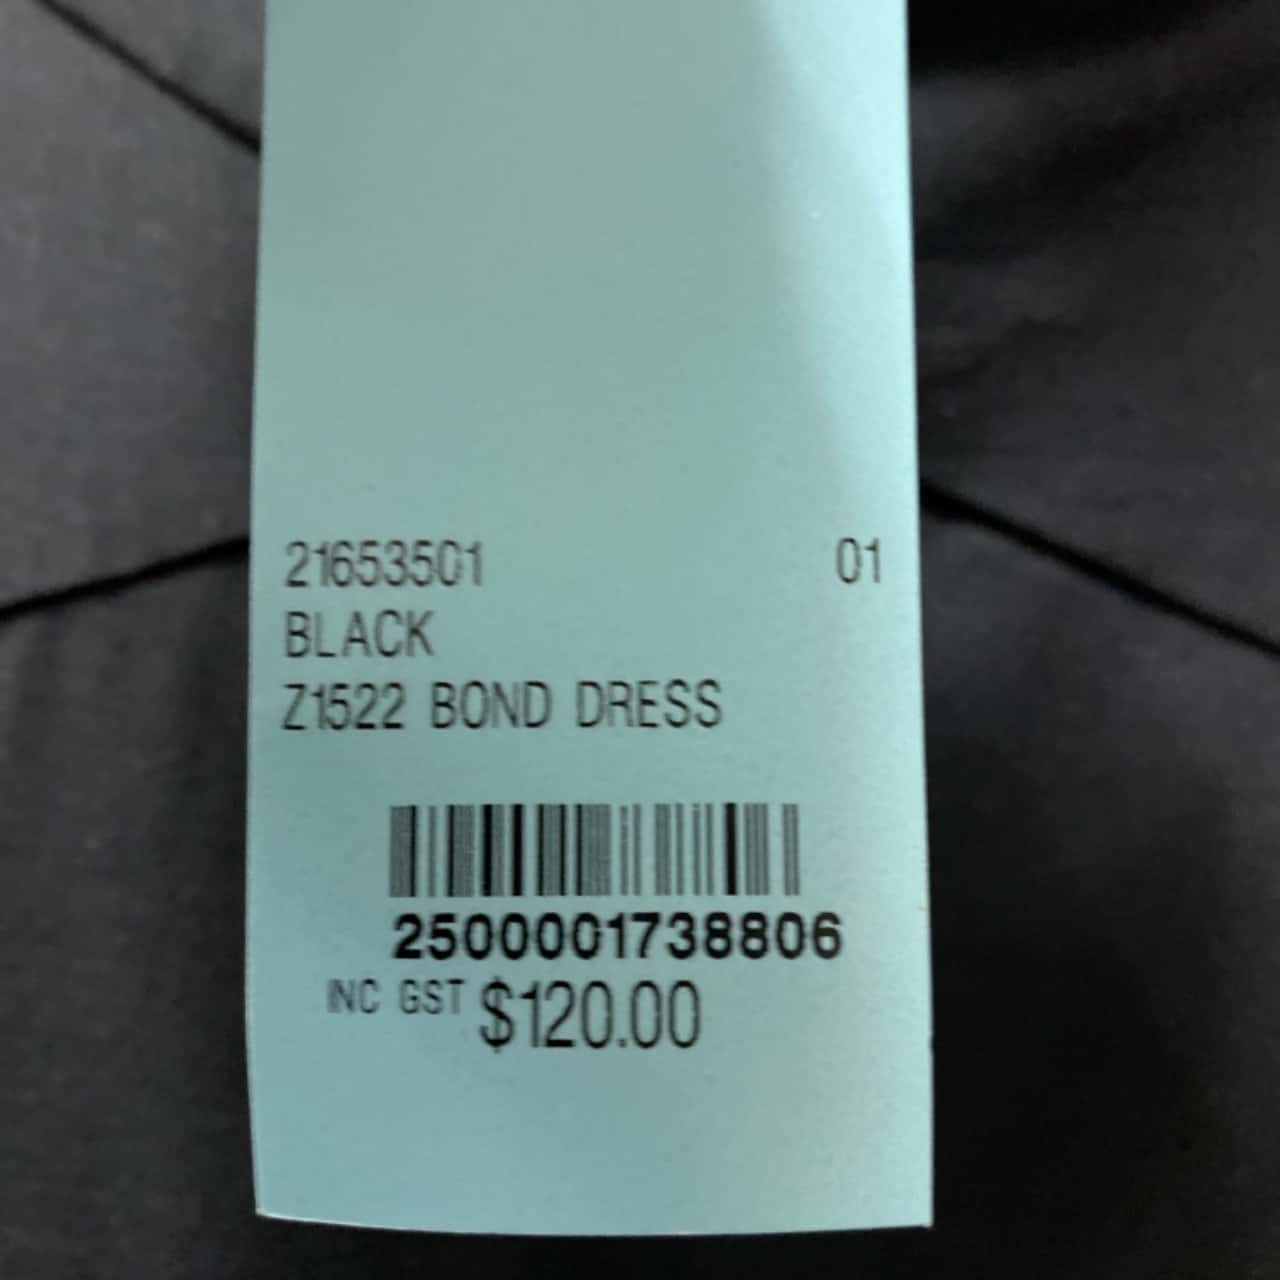 21653501 01
BLACK
Z1522 BOND DRESS
2500001738806
INC GST $120.00